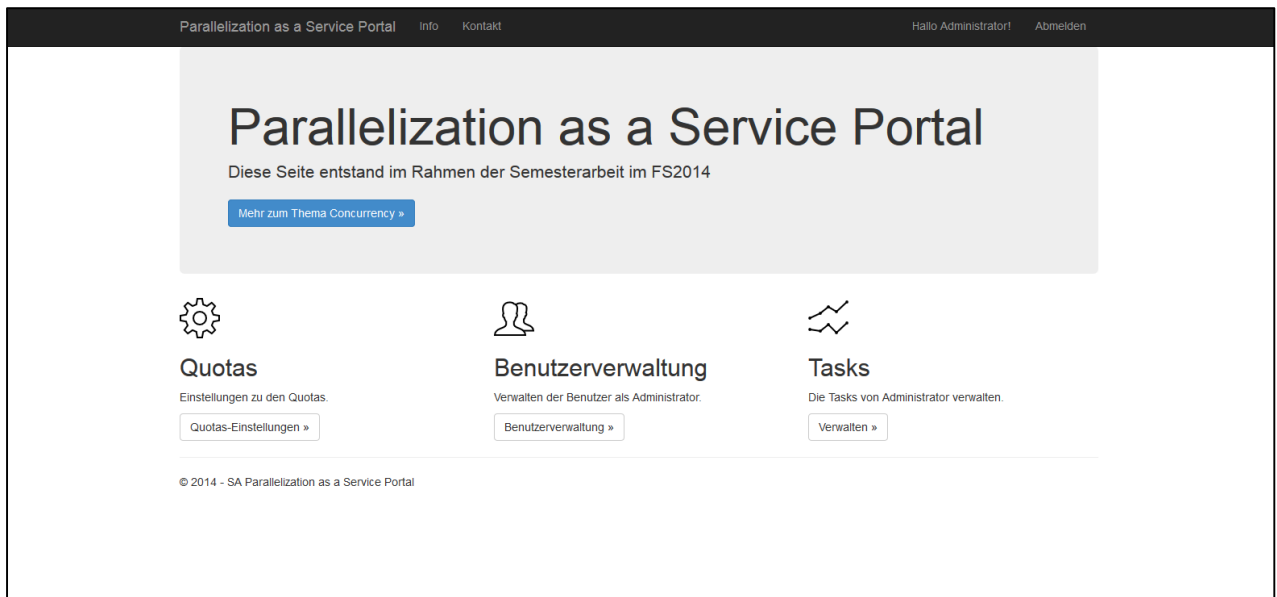 Parallelization as a Service Portal Info Kontakt Hallo Administrator! Abmelden
Parallelization as a Service Portal
Diese Seite entstand im Rahmen der Semesterarbeit im FS2014
Mehr zum Thema Concurrency »
Quotas
Einstellungen zu den Quotas.
Quotas-Einstellungen »
Benutzerverwaltung
Verwalten der Benutzer als Administrator.
Benutzerverwaltung »
Tasks
Die Tasks von Administrator verwalten.
Verwalten »
© 2014 - SA Parallelization as a Service Portal